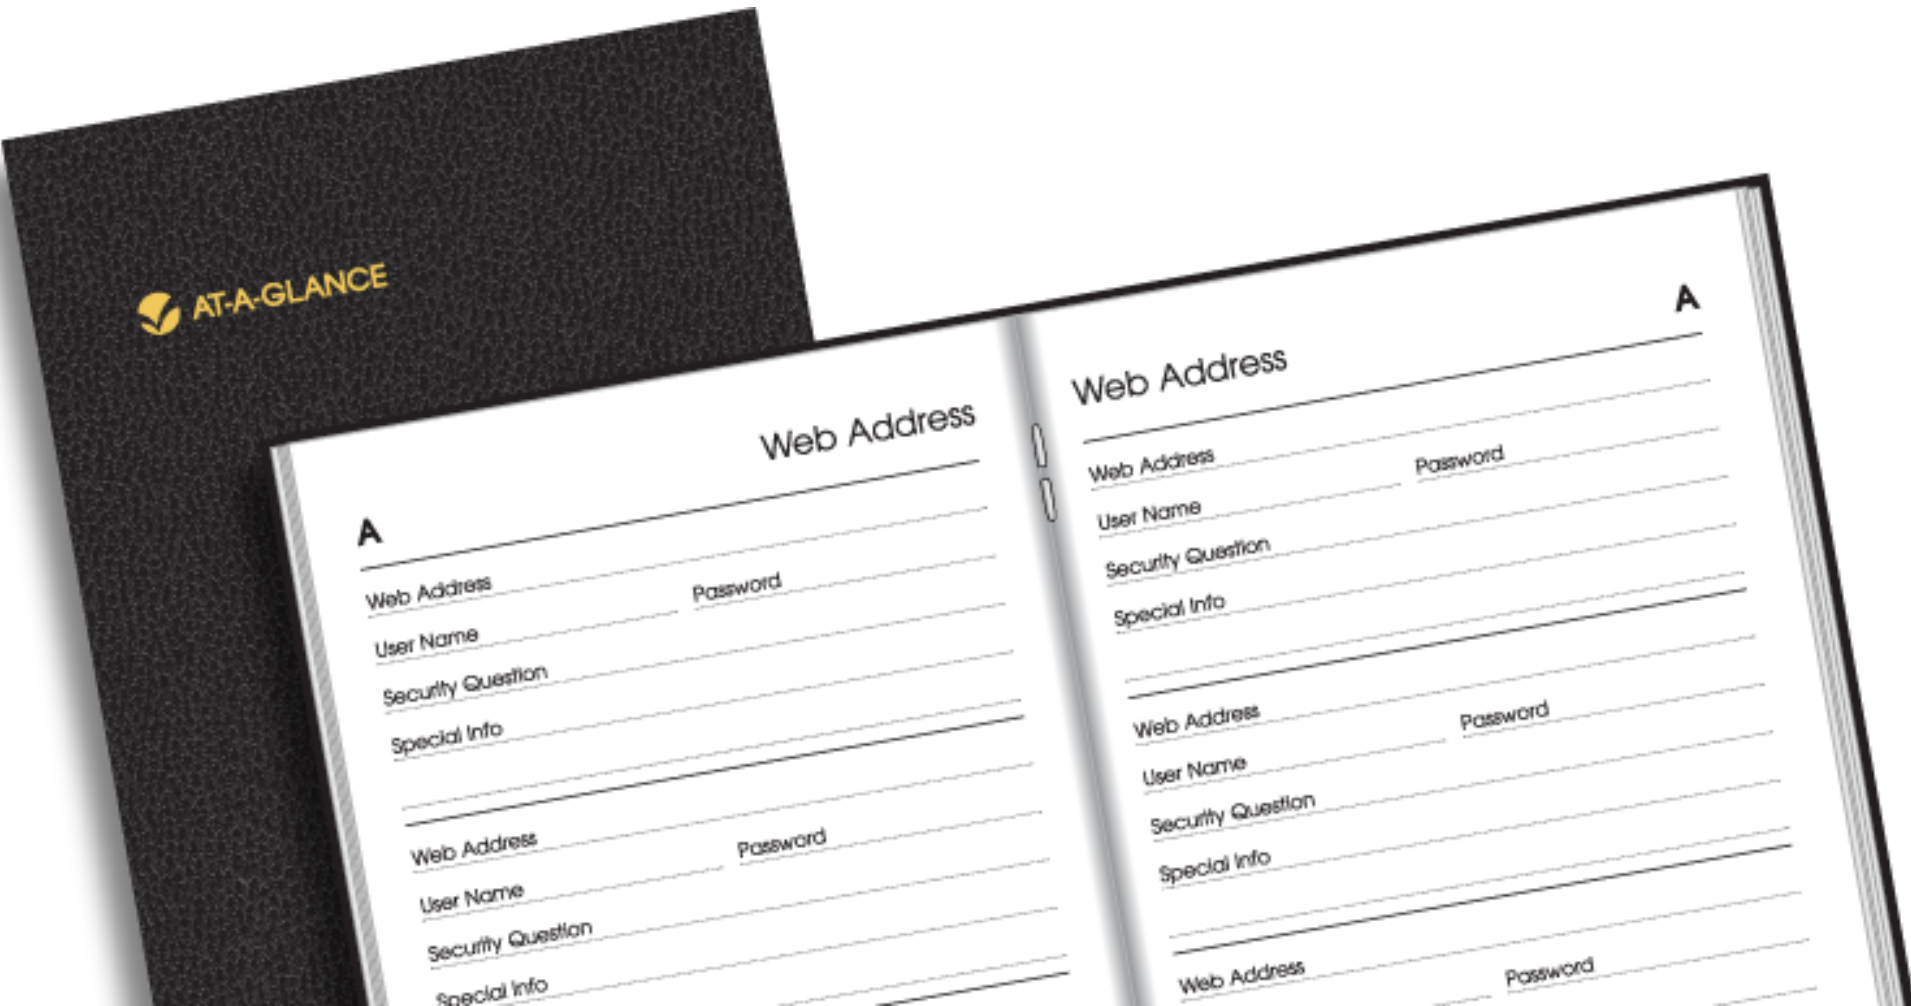 AT-A-GLANCE
Web Address
A
Web Address
User Name Password
Security Question
Special Info
Web Address
User Name Password
Security Question
Special Info
A
Web Address
Web Address
User Name Password
Security Question
Special Info
Web Address
User Name Password
Security Question
Special Info
Web Address
Password